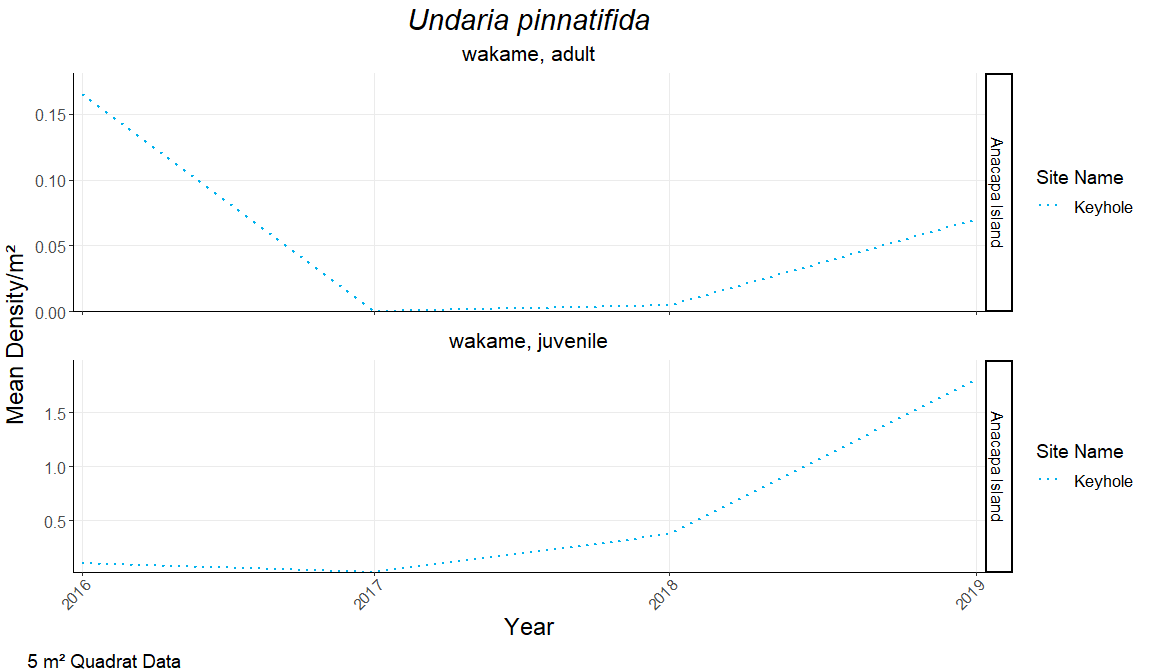 Undaria pinnatifida
wakame, adult
0.15
0.10
0.05
0.00
Anacapa Island
Site Name
Keyhole
Mean Density/m²
wakame, juvenile
1.5
1.0
0.5
Anacapa Island
Site Name
Keyhole
2016
2017
2018
2019
Year
5 m² Quadrat Data